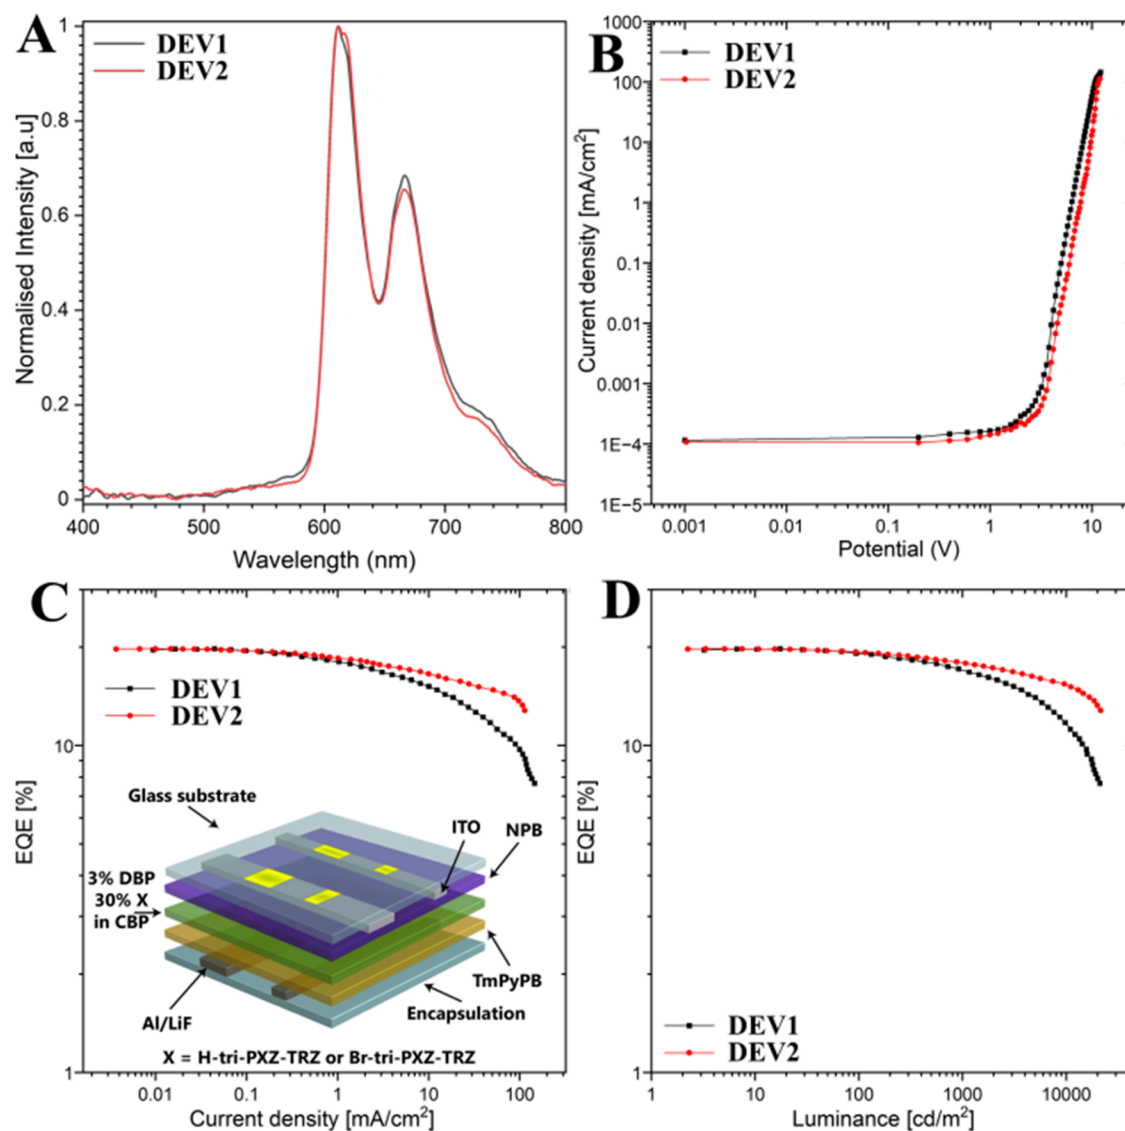 A
DEV1
DEV2
Normalised Intensity [a.u]
1
0.8
0.6
0.4
0.2
0
400
500
600
700
800
Wavelength (nm)
B
DEV1
DEV2
Current density [mA/cm²]
1000
100
10
1
0.1
0.01
0.001
1E-4
1E-5
0.001
0.01
0.1
1
10
Potential (V)
C
DEV1
DEV2
EQE [%]
10
1
Glass substrate
ITO
NPB
3% DBP
30% X
in CBP
TmPyPB
Al/LiF
Encapsulation
X = H-tri-PXZ-TRZ or Br-tri-PXZ-TRZ
0.01
0.1
1
10
100
Current density [mA/cm²]
D
EQE [%]
10
1
DEV1
DEV2
1
10
100
1000
10000
Luminance [cd/m²]